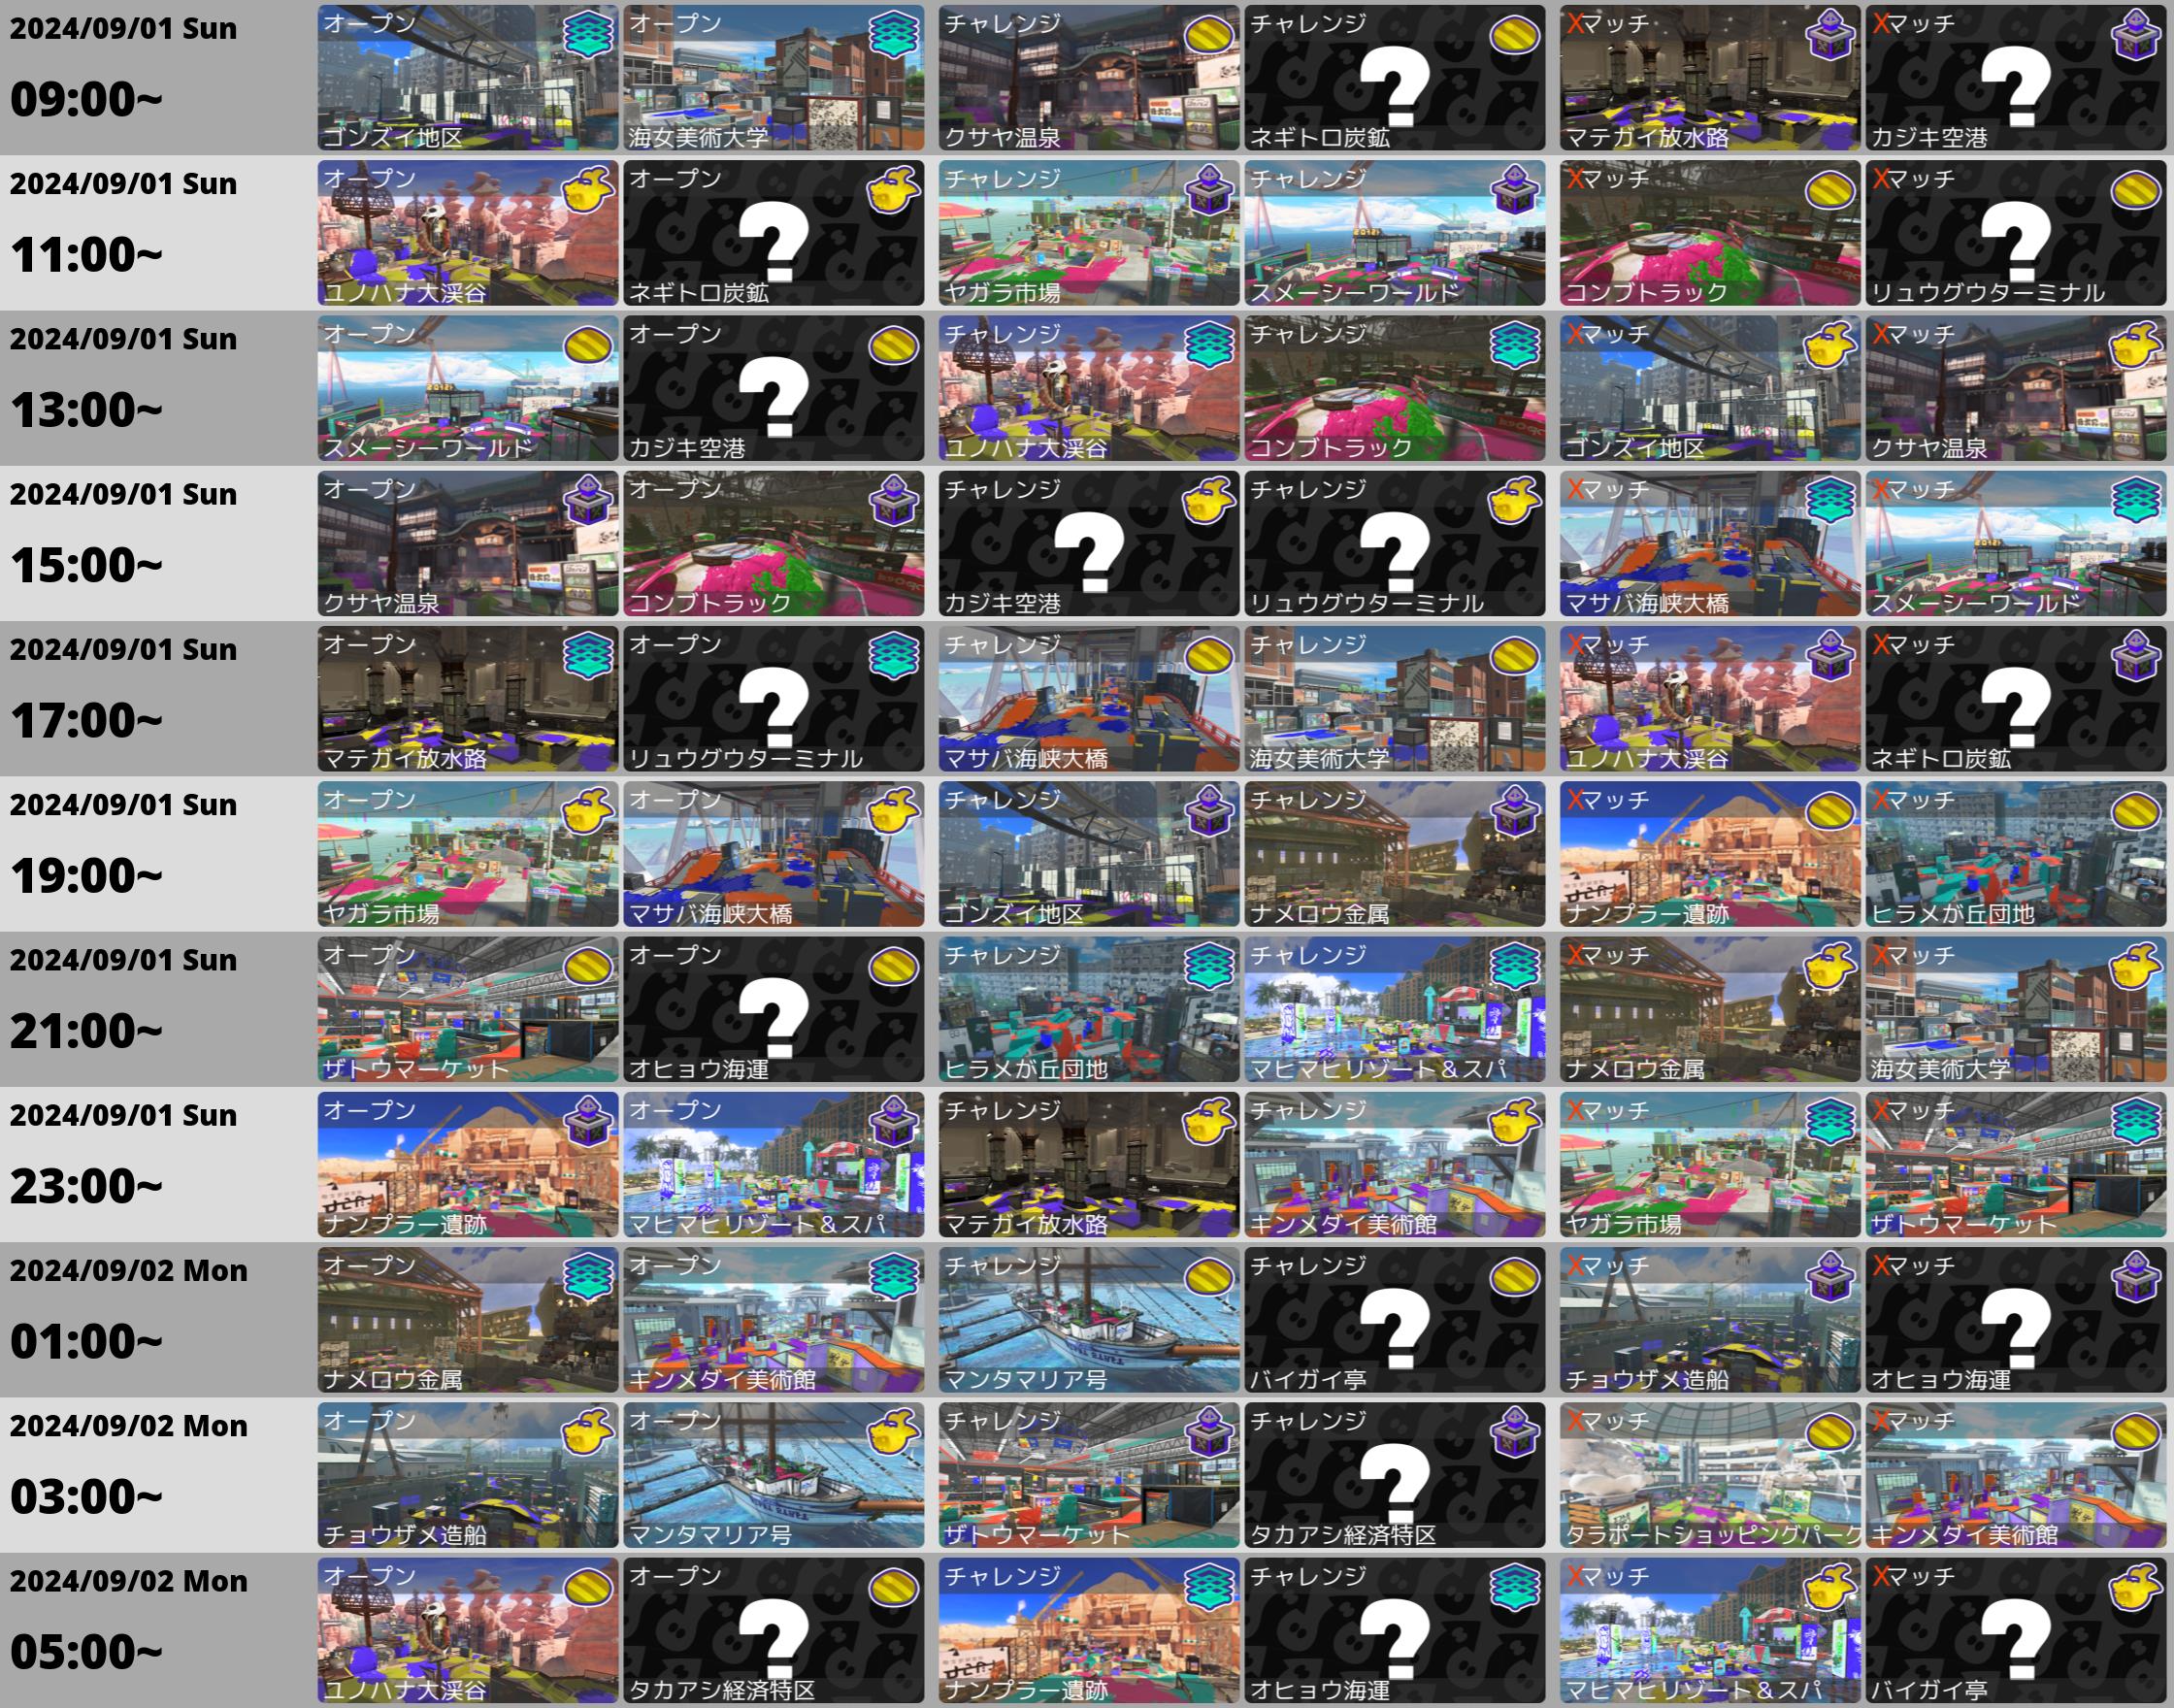 2024/09/01 Sun
09:00~
オープン
ゴンズイ地区
オープン
海女美術大学
チャレンジ
クサヤ温泉
チャレンジ
ネギトロ炭鉱
Xマッチ
マテガイ放水路
Xマッチ
カジキ空港
2024/09/01 Sun
11:00~
オープン
ユノハナ大渓谷
オープン
ネギトロ炭鉱
チャレンジ
ヤガラ市場
チャレンジ
スメーシーワールド
Xマッチ
コンブトラック
Xマッチ
リュウグウターミナル
2024/09/01 Sun
13:00~
オープン
スメーシーワールド
オープン
カジキ空港
チャレンジ
ユノハナ大渓谷
チャレンジ
コンブトラック
Xマッチ
ゴンズイ地区
Xマッチ
クサヤ温泉
2024/09/01 Sun
15:00~
オープン
クサヤ温泉
オープン
コンブトラック
チャレンジ
カジキ空港
チャレンジ
リュウグウターミナル
Xマッチ
マサバ海峡大橋
Xマッチ
スメーシーワールド
2024/09/01 Sun
17:00~
オープン
マテガイ放水路
オープン
リュウグウターミナル
チャレンジ
マサバ海峡大橋
チャレンジ
海女美術大学
Xマッチ
ユノハナ大渓谷
Xマッチ
ネギトロ炭鉱
2024/09/01 Sun
19:00~
オープン
ヤガラ市場
オープン
マサバ海峡大橋
チャレンジ
ゴンズイ地区
チャレンジ
ナメロウ金属
Xマッチ
ナンプラー遺跡
Xマッチ
ヒラメが丘団地
2024/09/01 Sun
21:00~
オープン
ザトウマーケット
オープン
オヒョウ海運
チャレンジ
ヒラメが丘団地
チャレンジ
マヒマヒリゾート&スパ
Xマッチ
ナメロウ金属
Xマッチ
海女美術大学
2024/09/01 Sun
23:00~
オープン
ナンプラー遺跡
オープン
マヒマヒリゾート&スパ
チャレンジ
マテガイ放水路
チャレンジ
キンメダイ美術館
Xマッチ
ヤガラ市場
Xマッチ
ザトウマーケット
2024/09/02 Mon
01:00~
オープン
ナメロウ金属
オープン
キンメダイ美術館
チャレンジ
マンタマリア号
チャレンジ
バイガイ亭
Xマッチ
チョウザメ造船
Xマッチ
オヒョウ海運
2024/09/02 Mon
03:00~
オープン
チョウザメ造船
オープン
マンタマリア号
チャレンジ
ザトウマーケット
チャレンジ
タカアシ経済特区
Xマッチ
タラポートショッピングパーク
Xマッチ
キンメダイ美術館
2024/09/02 Mon
05:00~
オープン
ユノハナ大渓谷
オープン
タカアシ経済特区
チャレンジ
ナンプラー遺跡
チャレンジ
オヒョウ海運
Xマッチ
マヒマヒリゾート&スパ
Xマッチ
バイガイ亭